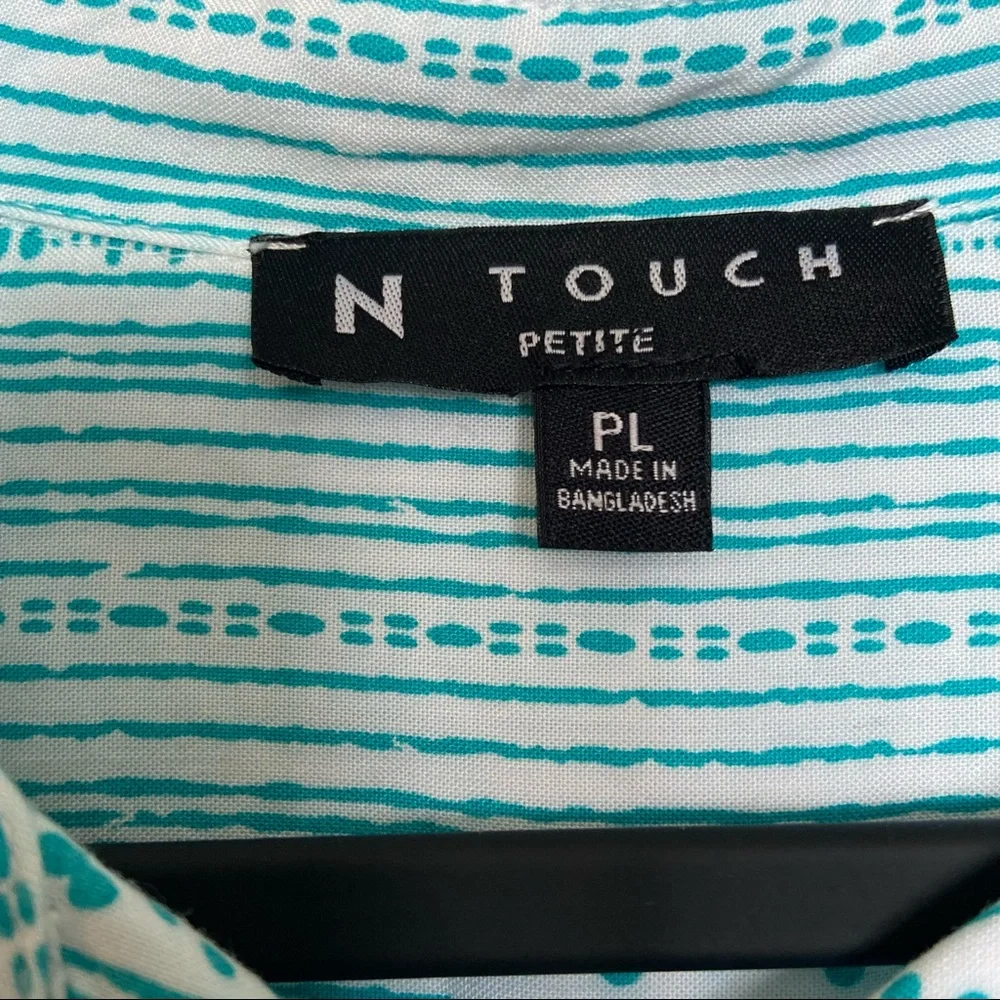 N TOUCH
PETITE
PL
MADE IN
BANGLADESH